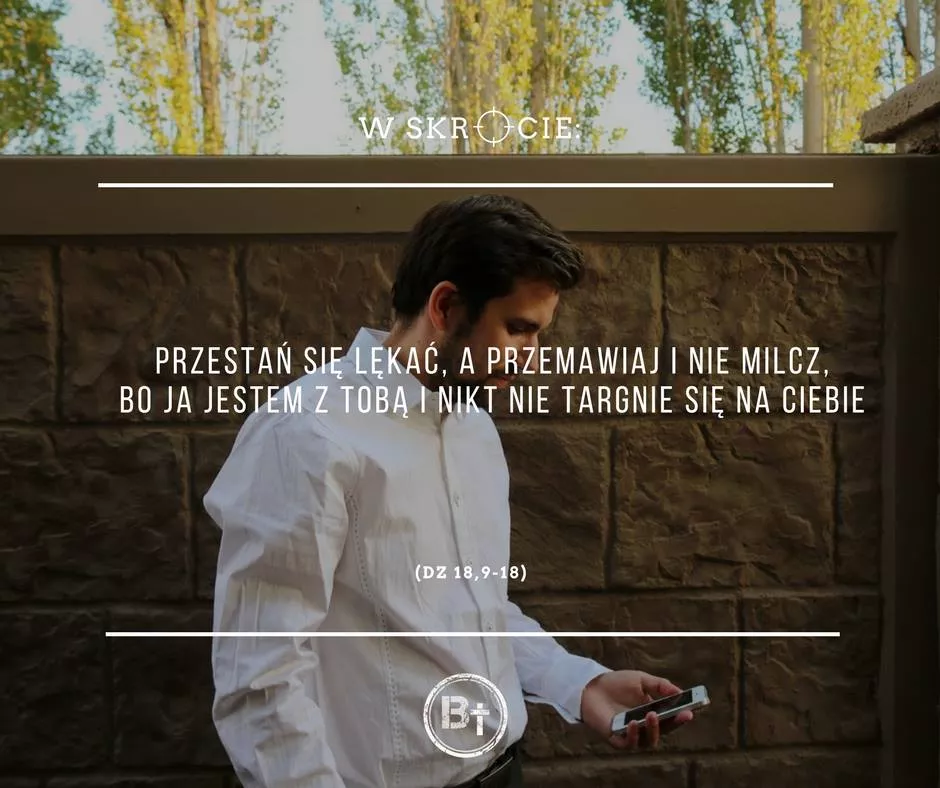 W SKROCIE:
PRZESTAŃ SIĘ LĘKAĆ, A PRZEMAWIAJ I NIE MILCZ,
BO JA JESTEM Z TOBĄ I NIKT NIE TARGNIE SIĘ NA CIEBIE
(DZ 18,9-18)
Bt